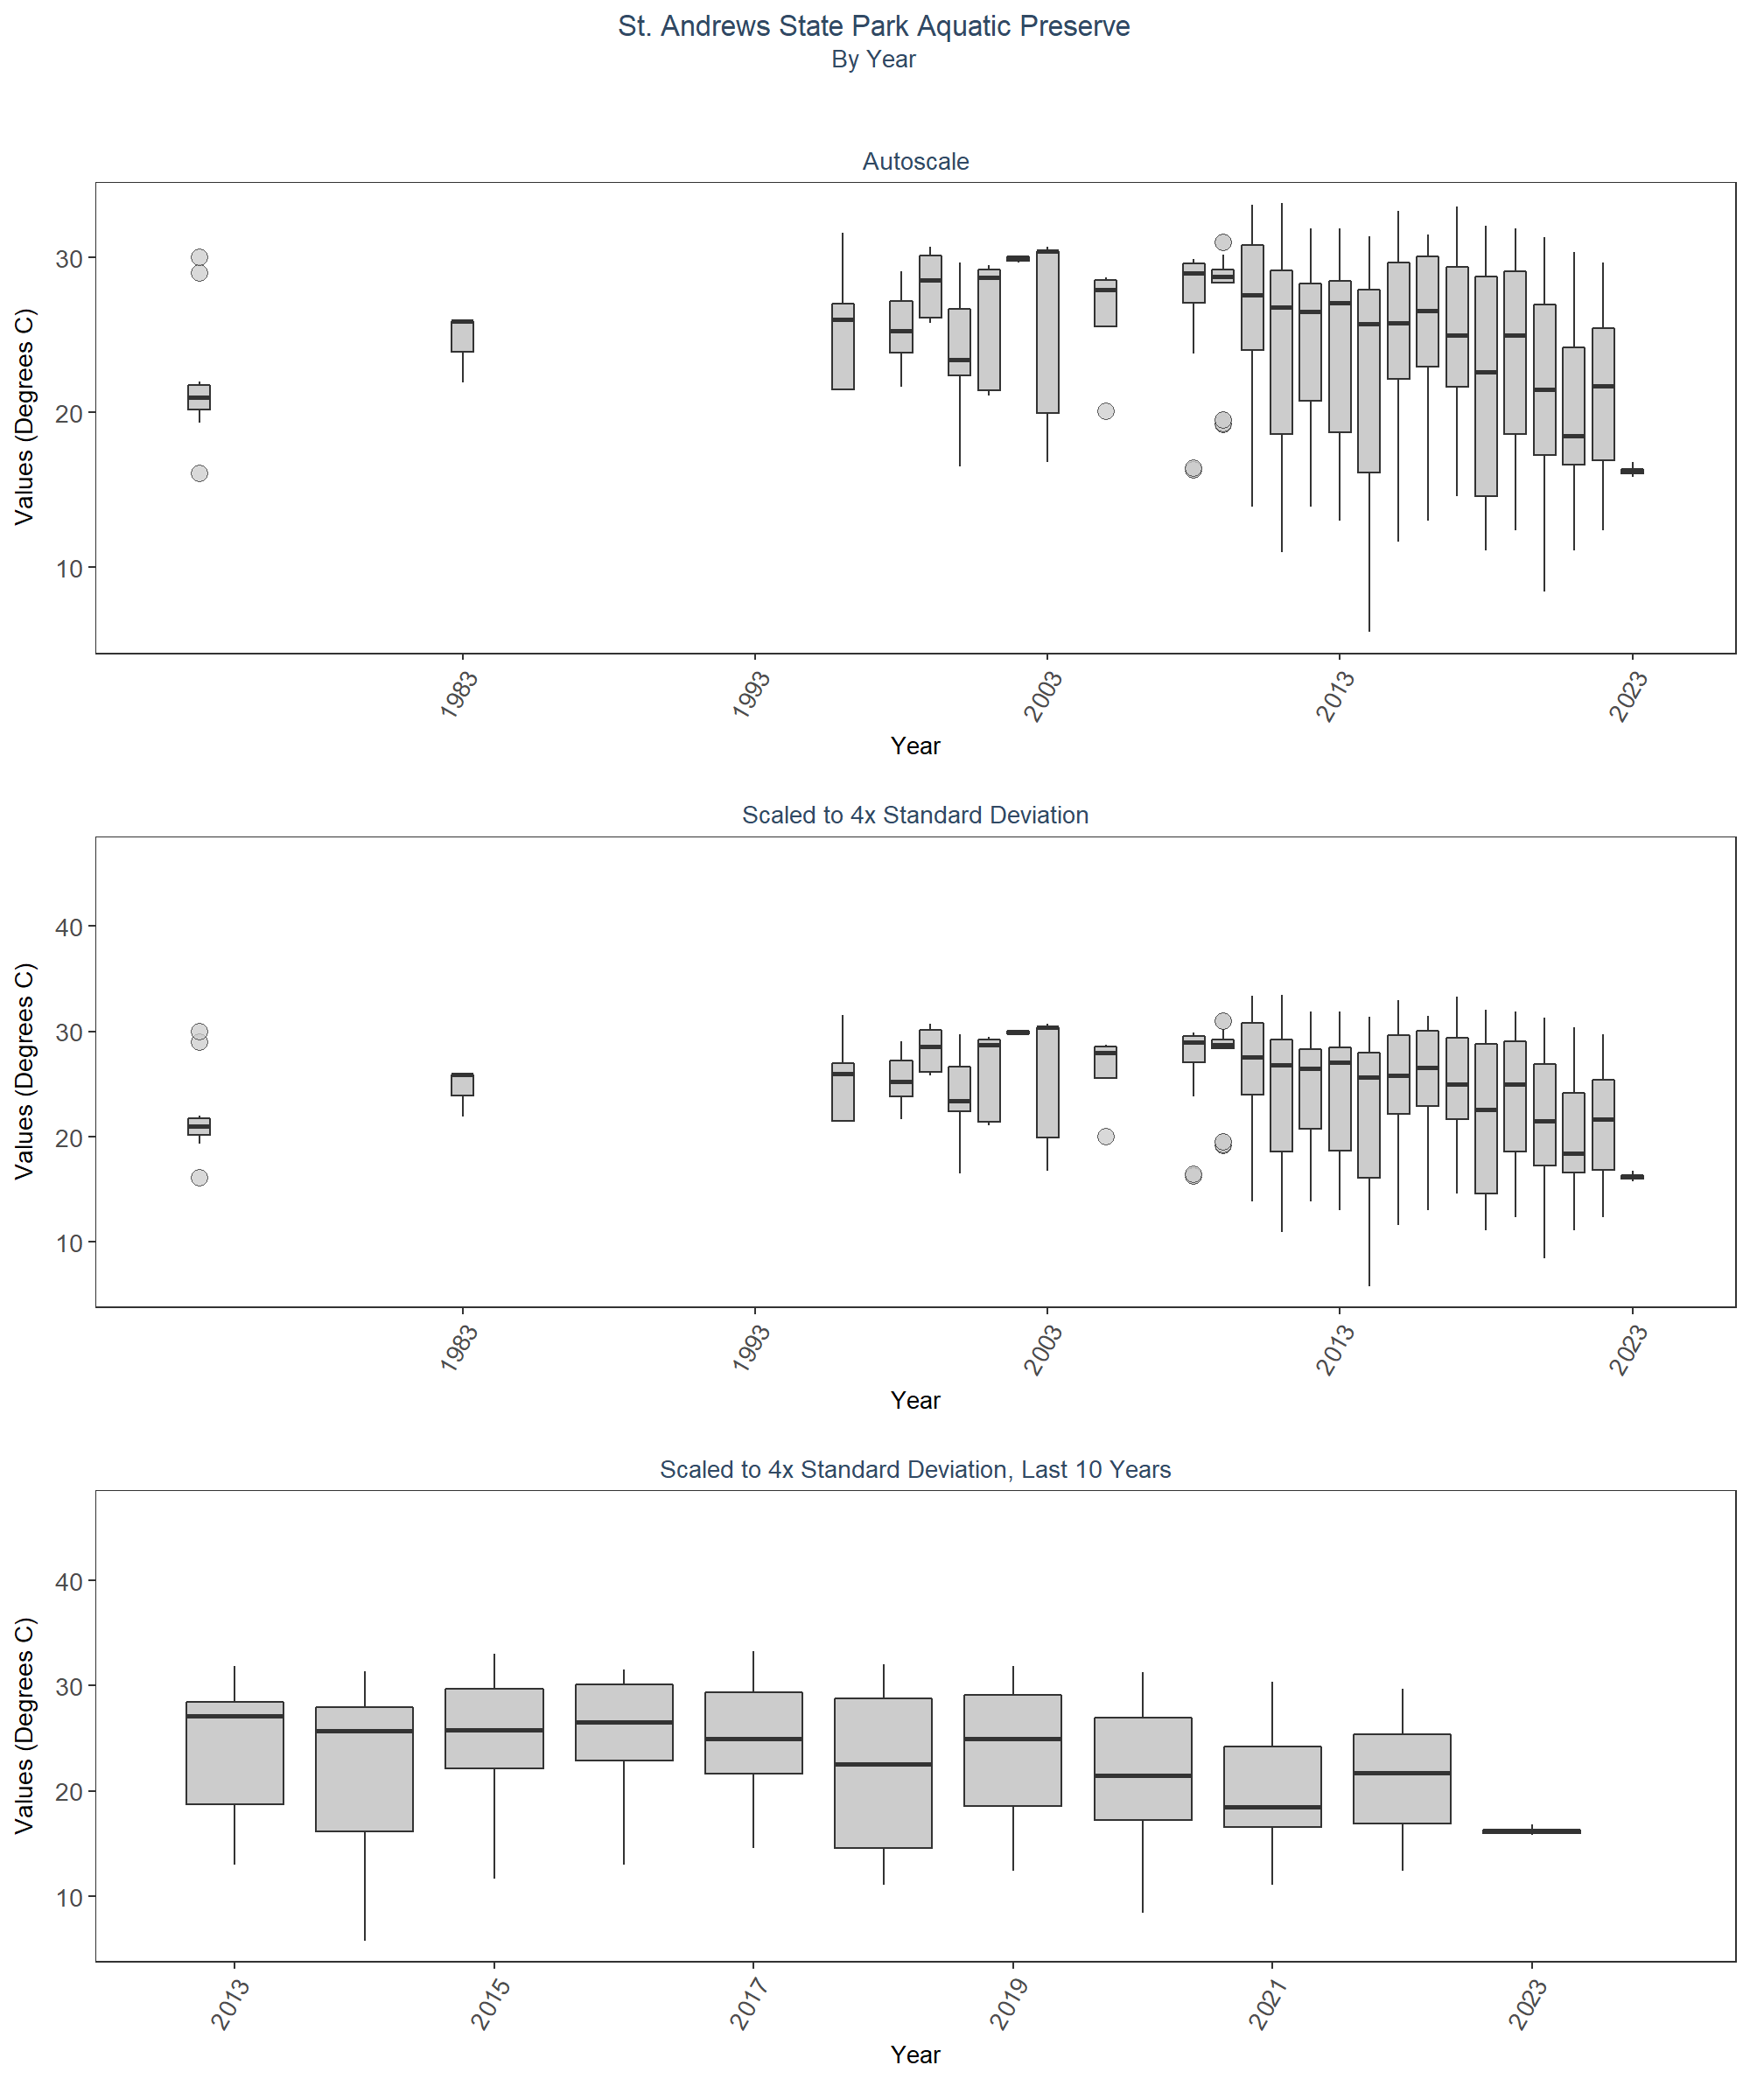 St. Andrews State Park Aquatic Preserve
By Year
Autoscale
Values (Degrees C)
30
20
10
1983
1993
2003
2013
2023
Year
Scaled to 4x Standard Deviation
Values (Degrees C)
40
30
20
10
1983
1993
2003
2013
2023
Year
Scaled to 4x Standard Deviation, Last 10 Years
Values (Degrees C)
40
30
20
10
2013
2015
2017
2019
2021
2023
Year